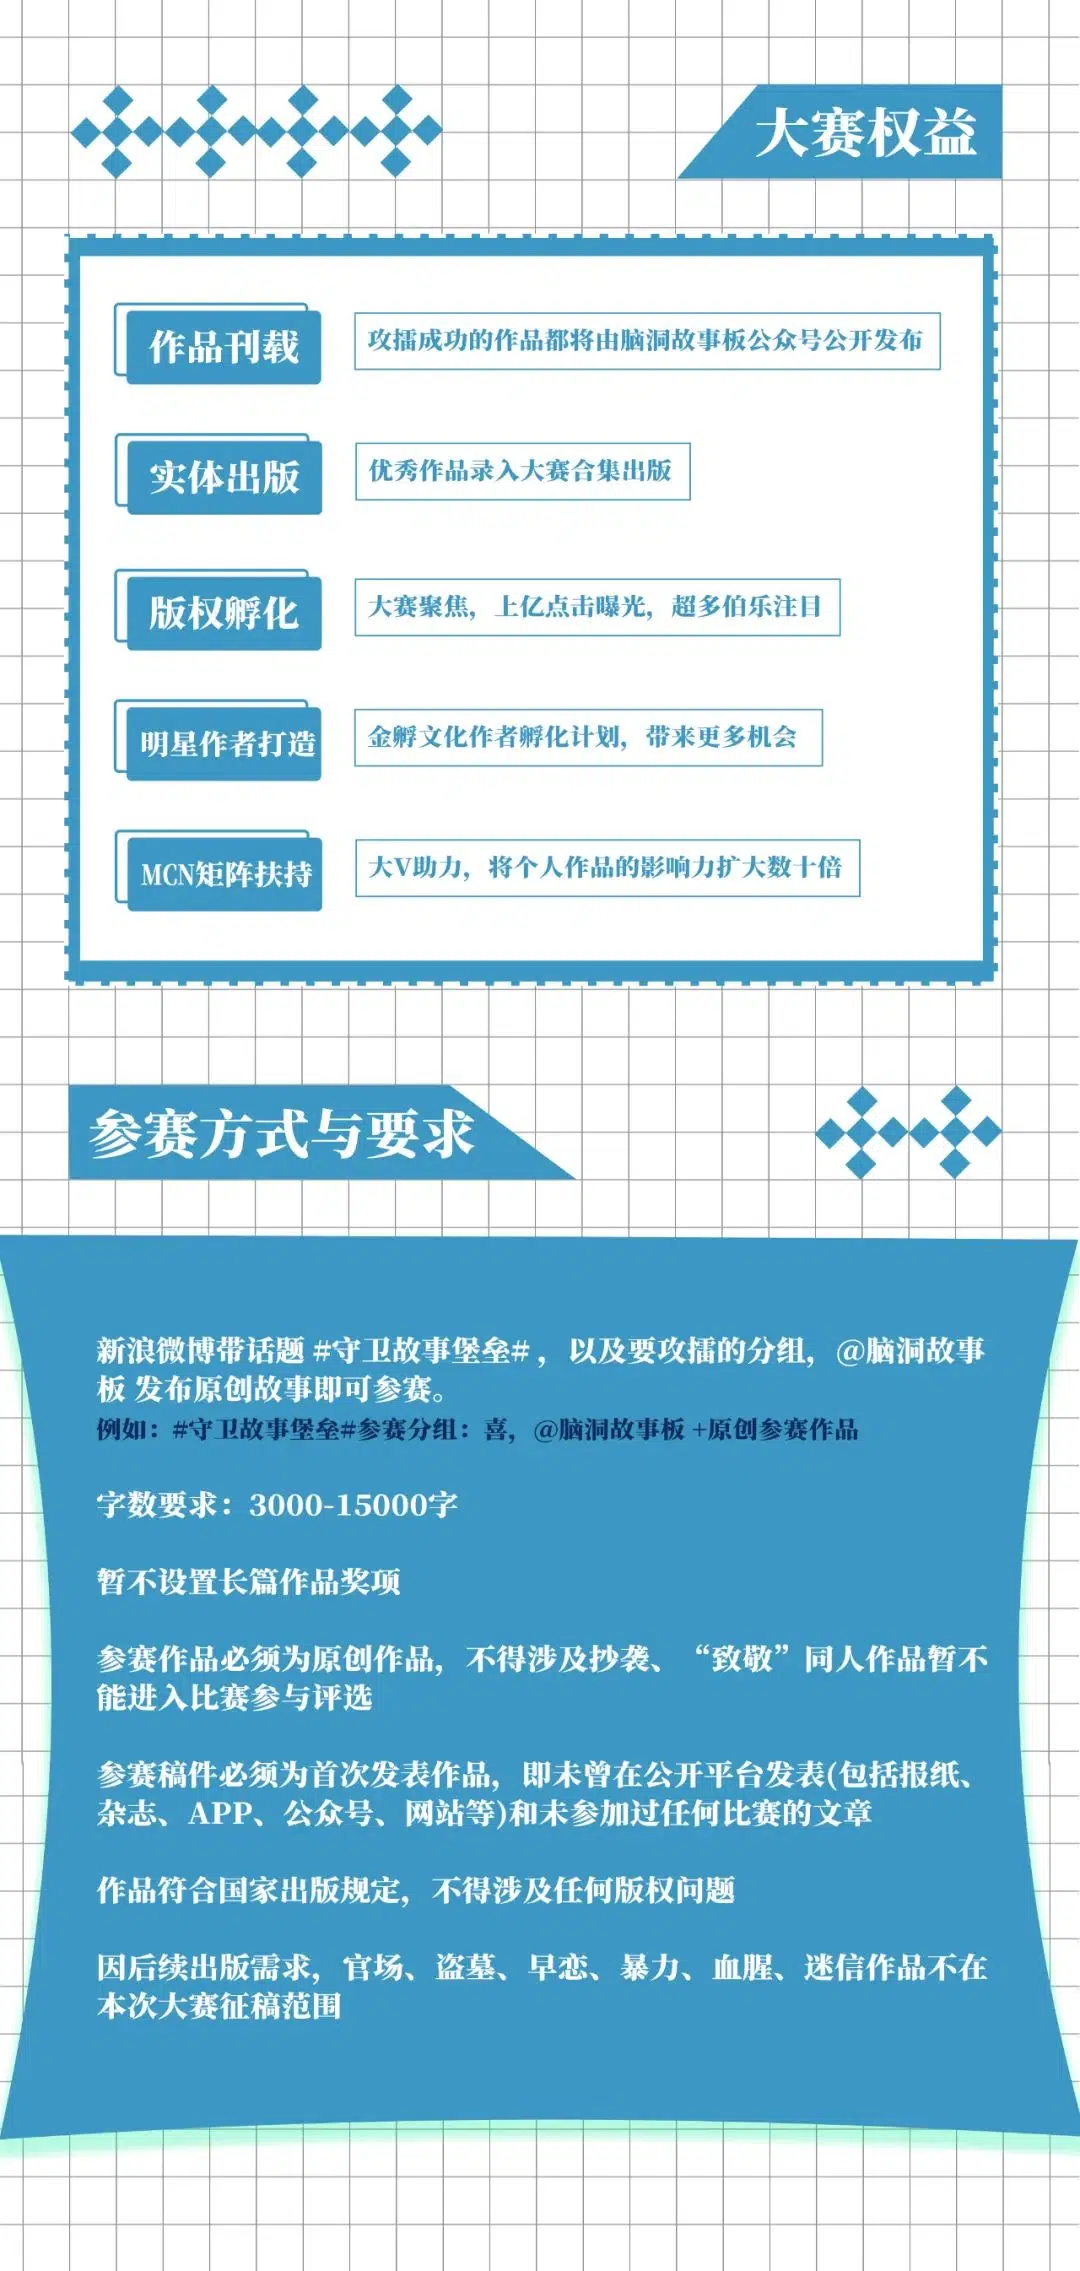 大赛权益
作品刊载
攻擂成功的作品都将由脑洞故事板公众号公开发布
实体出版
优秀作品录入大赛合集出版
版权孵化
大赛聚焦，上亿点击曝光，超多伯乐注目
明星作者打造
金孵文化作者孵化计划，带来更多机会
MCN矩阵扶持
大V助力，将个人作品的影响力扩大数十倍
参赛方式与要求
新浪微博带话题 #守卫故事堡垒# ，以及要攻擂的分组，@脑洞故事
板 发布原创故事即可参赛。
例如：#守卫故事堡垒#参赛分组：喜，@脑洞故事板 +原创参赛作品
字数要求：3000-15000字
暂不设置长篇作品奖项
参赛作品必须为原创作品，不得涉及抄袭、“致敬”同人作品暂不
能进入比赛参与评选
参赛稿件必须为首次发表作品，即未曾在公开平台发表(包括报纸、
杂志、APP、公众号、网站等)和未参加过任何比赛的文章
作品符合国家出版规定，不得涉及任何版权问题
因后续出版需求，官场、盗墓、早恋、暴力、血腥、迷信作品不在
本次大赛征稿范围